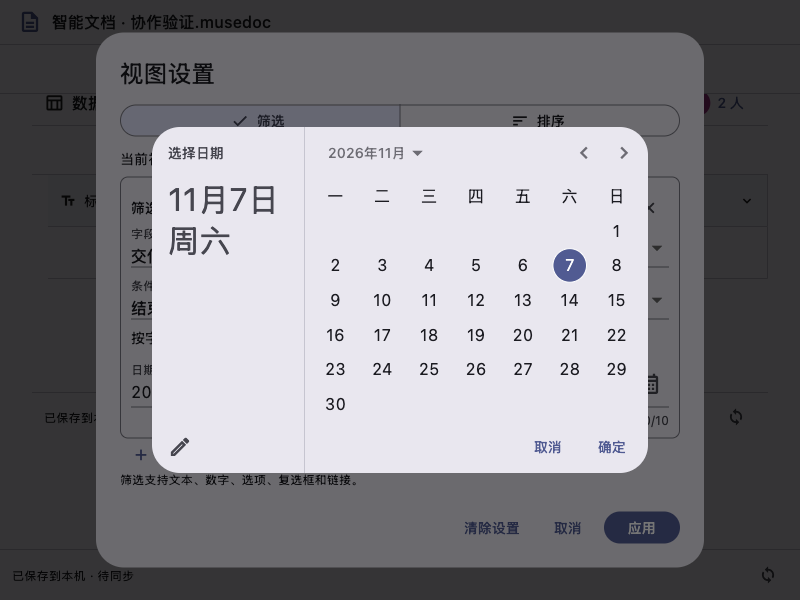 智能文档 · 协作验证.musedoc
视图设置
2 人
筛选
排序
选择日期
11月7日
周六
2026年11月
一 二 三 四 五 六 日
1
2 3 4 5 6 7 8
9 10 11 12 13 14 15
16 17 18 19 20 21 22
23 24 25 26 27 28 29
30
取消
确定
筛选支持文本、数字、选项、复选框和链接。
清除设置
取消
应用
已保存到本机 · 待同步